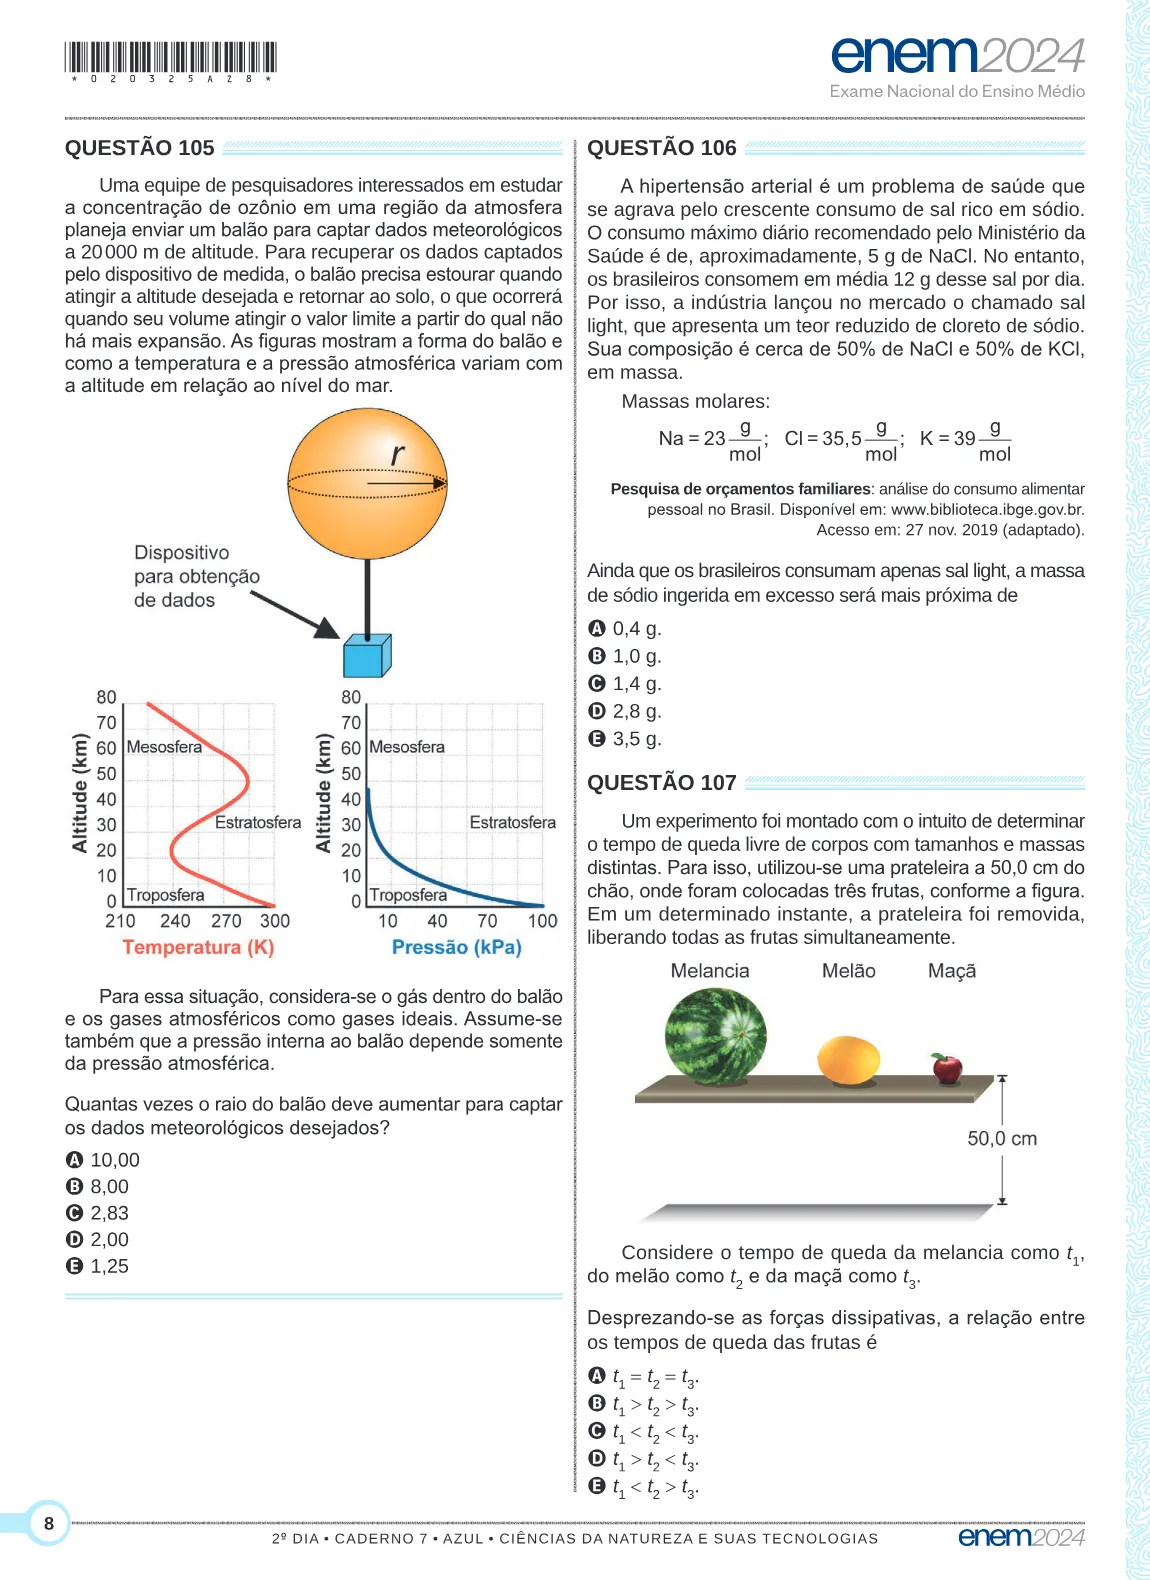 *020325AZ8*
enem2024
Exame Nacional do Ensino Médio
QUESTÃO 105
Uma equipe de pesquisadores interessados em estudar
a concentração de ozônio em uma região da atmosfera
planeja enviar um balão para captar dados meteorológicos
a 20 000 m de altitude. Para recuperar os dados captados
pelo dispositivo de medida, o balão precisa estourar quando
atingir a altitude desejada e retornar ao solo, o que ocorrerá
quando seu volume atingir o valor limite a partir do qual não
há mais expansão. As figuras mostram a forma do balão e
como a temperatura e a pressão atmosférica variam com
a altitude em relação ao nível do mar.
r
Dispositivo
para obtenção
de dados
Altitude (km)
80
70
60
50
40
30
20
10
0
Mesosfera
Estratosfera
Troposfera
210 240 270 300
Temperatura (K)
Altitude (km)
80
70
60
50
40
30
20
10
0
Mesosfera
Estratosfera
Troposfera
10 40 70 100
Pressão (kPa)
Para essa situação, considera-se o gás dentro do balão
e os gases atmosféricos como gases ideais. Assume-se
também que a pressão interna ao balão depende somente
da pressão atmosférica.
Quantas vezes o raio do balão deve aumentar para captar
os dados meteorológicos desejados?
A 10,00
B 8,00
C 2,83
D 2,00
E 1,25
QUESTÃO 106
A hipertensão arterial é um problema de saúde que
se agrava pelo crescente consumo de sal rico em sódio.
O consumo máximo diário recomendado pelo Ministério da
Saúde é de, aproximadamente, 5 g de NaCl. No entanto,
os brasileiros consomem em média 12 g desse sal por dia.
Por isso, a indústria lançou no mercado o chamado sal
light, que apresenta um teor reduzido de cloreto de sódio.
Sua composição é cerca de 50% de NaCl e 50% de KCl,
em massa.
Massas molares:
Na = 23 g/mol; Cl = 35,5 g/mol; K = 39 g/mol
Pesquisa de orçamentos familiares: análise do consumo alimentar
pessoal no Brasil. Disponível em: www.biblioteca.ibge.gov.br.
Acesso em: 27 nov. 2019 (adaptado).
Ainda que os brasileiros consumam apenas sal light, a massa
de sódio ingerida em excesso será mais próxima de
A 0,4 g.
B 1,0 g.
C 1,4 g.
D 2,8 g.
E 3,5 g.
QUESTÃO 107
Um experimento foi montado com o intuito de determinar
o tempo de queda livre de corpos com tamanhos e massas
distintas. Para isso, utilizou-se uma prateleira a 50,0 cm do
chão, onde foram colocadas três frutas, conforme a figura.
Em um determinado instante, a prateleira foi removida,
liberando todas as frutas simultaneamente.
Melancia Melão Maçã
50,0 cm
Considere o tempo de queda da melancia como t₁,
do melão como t₂ e da maçã como t₃.
Desprezando-se as forças dissipativas, a relação entre
os tempos de queda das frutas é
A t₁ = t₂ = t₃.
B t₁ > t₂ > t₃.
C t₁ < t₂ < t₃.
D t₁ > t₂ < t₃.
E t₁ < t₂ > t₃.
8
2º DIA • CADERNO 7 • AZUL • CIÊNCIAS DA NATUREZA E SUAS TECNOLOGIAS
enem2024